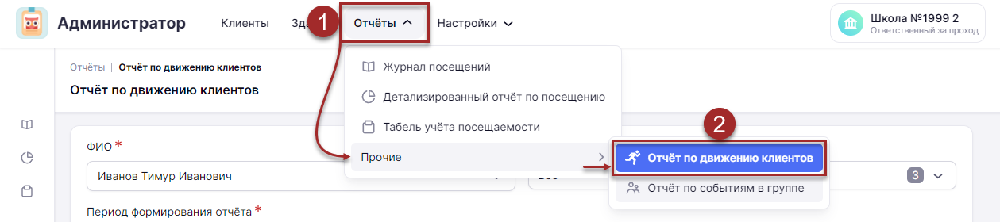 Администратор
Клиенты
Отчёты
Настройки
Школа №1999 2
Ответственный за проход
1
Отчёты | Отчёт по движению клиентов
Отчёт по движению клиентов
Журнал посещений
Детализированный отчёт по посещению
Табель учёта посещаемости
Прочие
2
Отчёт по движению клиентов
Отчёт по событиям в группе
ФИО *
Иванов Тимур Иванович
3
Период формирования отчёта *